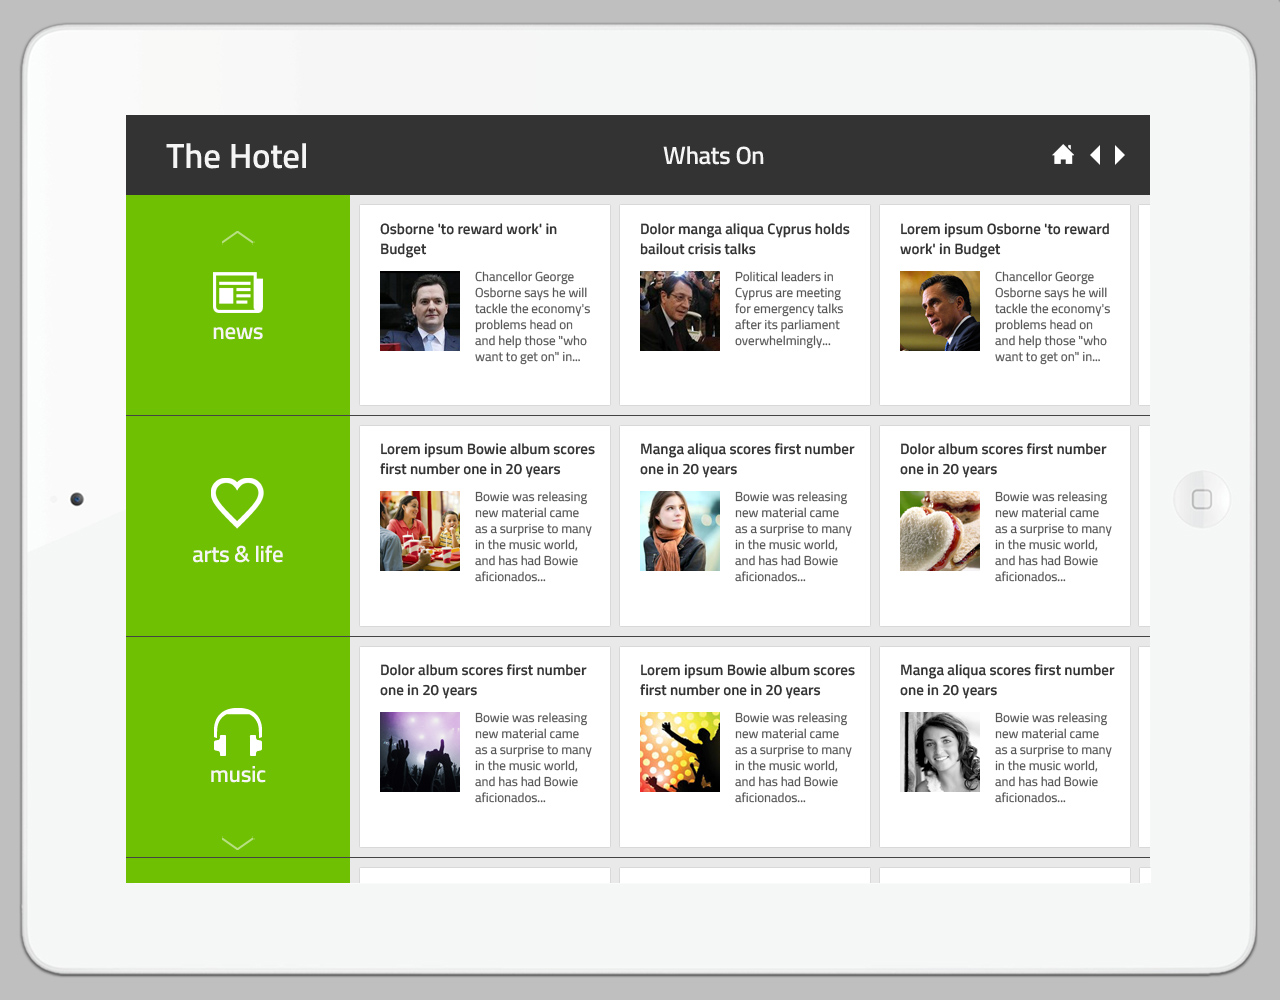 The Hotel
Whats On
news
Osborne 'to reward work' in
Budget
Chancellor George
Osborne says he will
tackle the economy's
problems head on
and help those "who
want to get on" in...
Dolor manga aliqua Cyprus holds
bailout crisis talks
Political leaders in
Cyprus are meeting
for emergency talks
after its parliament
overwhelmingly...
Lorem ipsum Osborne 'to reward
work' in Budget
Chancellor George
Osborne says he will
tackle the economy's
problems head on
and help those "who
want to get on" in...
arts & life
Lorem ipsum Bowie album scores
first number one in 20 years
Bowie was releasing
new material came
as a surprise to many
in the music world,
and has had Bowie
aficionados...
Manga aliqua scores first number
one in 20 years
Bowie was releasing
new material came
as a surprise to many
in the music world,
and has had Bowie
aficionados...
Dolor album scores first number
one in 20 years
Bowie was releasing
new material came
as a surprise to many
in the music world,
and has had Bowie
aficionados...
music
Dolor album scores first number
one in 20 years
Bowie was releasing
new material came
as a surprise to many
in the music world,
and has had Bowie
aficionados...
Lorem ipsum Bowie album scores
first number one in 20 years
Bowie was releasing
new material came
as a surprise to many
in the music world,
and has had Bowie
aficionados...
Manga aliqua scores first number
one in 20 years
Bowie was releasing
new material came
as a surprise to many
in the music world,
and has had Bowie
aficionados...